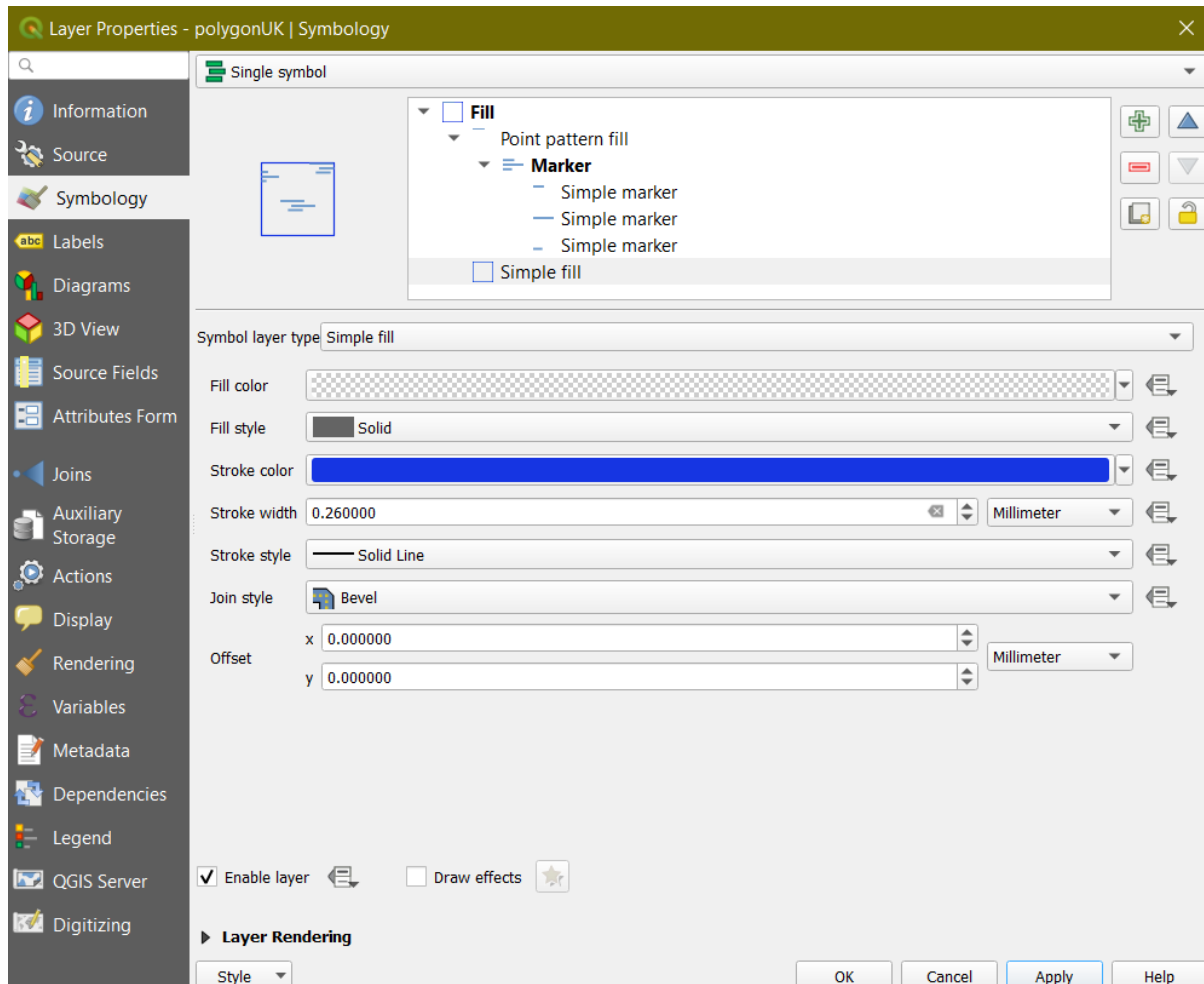 Layer Properties - polygonUK | Symbology
Single symbol
Information
Source
Symbology
Labels
Diagrams
3D View
Source Fields
Attributes Form
Joins
Auxiliary
Storage
Actions
Display
Rendering
Variables
Metadata
Dependencies
Legend
QGIS Server
Digitizing
abc
Fill
Point pattern fill
Marker
Simple marker
Simple marker
Simple marker
Simple fill
Symbol layer type Simple fill
Fill color
Fill style Solid
Stroke color
Stroke width 0.260000 Millimeter
Stroke style Solid Line
Join style Bevel
Offset
x 0.000000
y 0.000000
Millimeter
Enable layer Draw effects
Layer Rendering
Style OK Cancel Apply Help